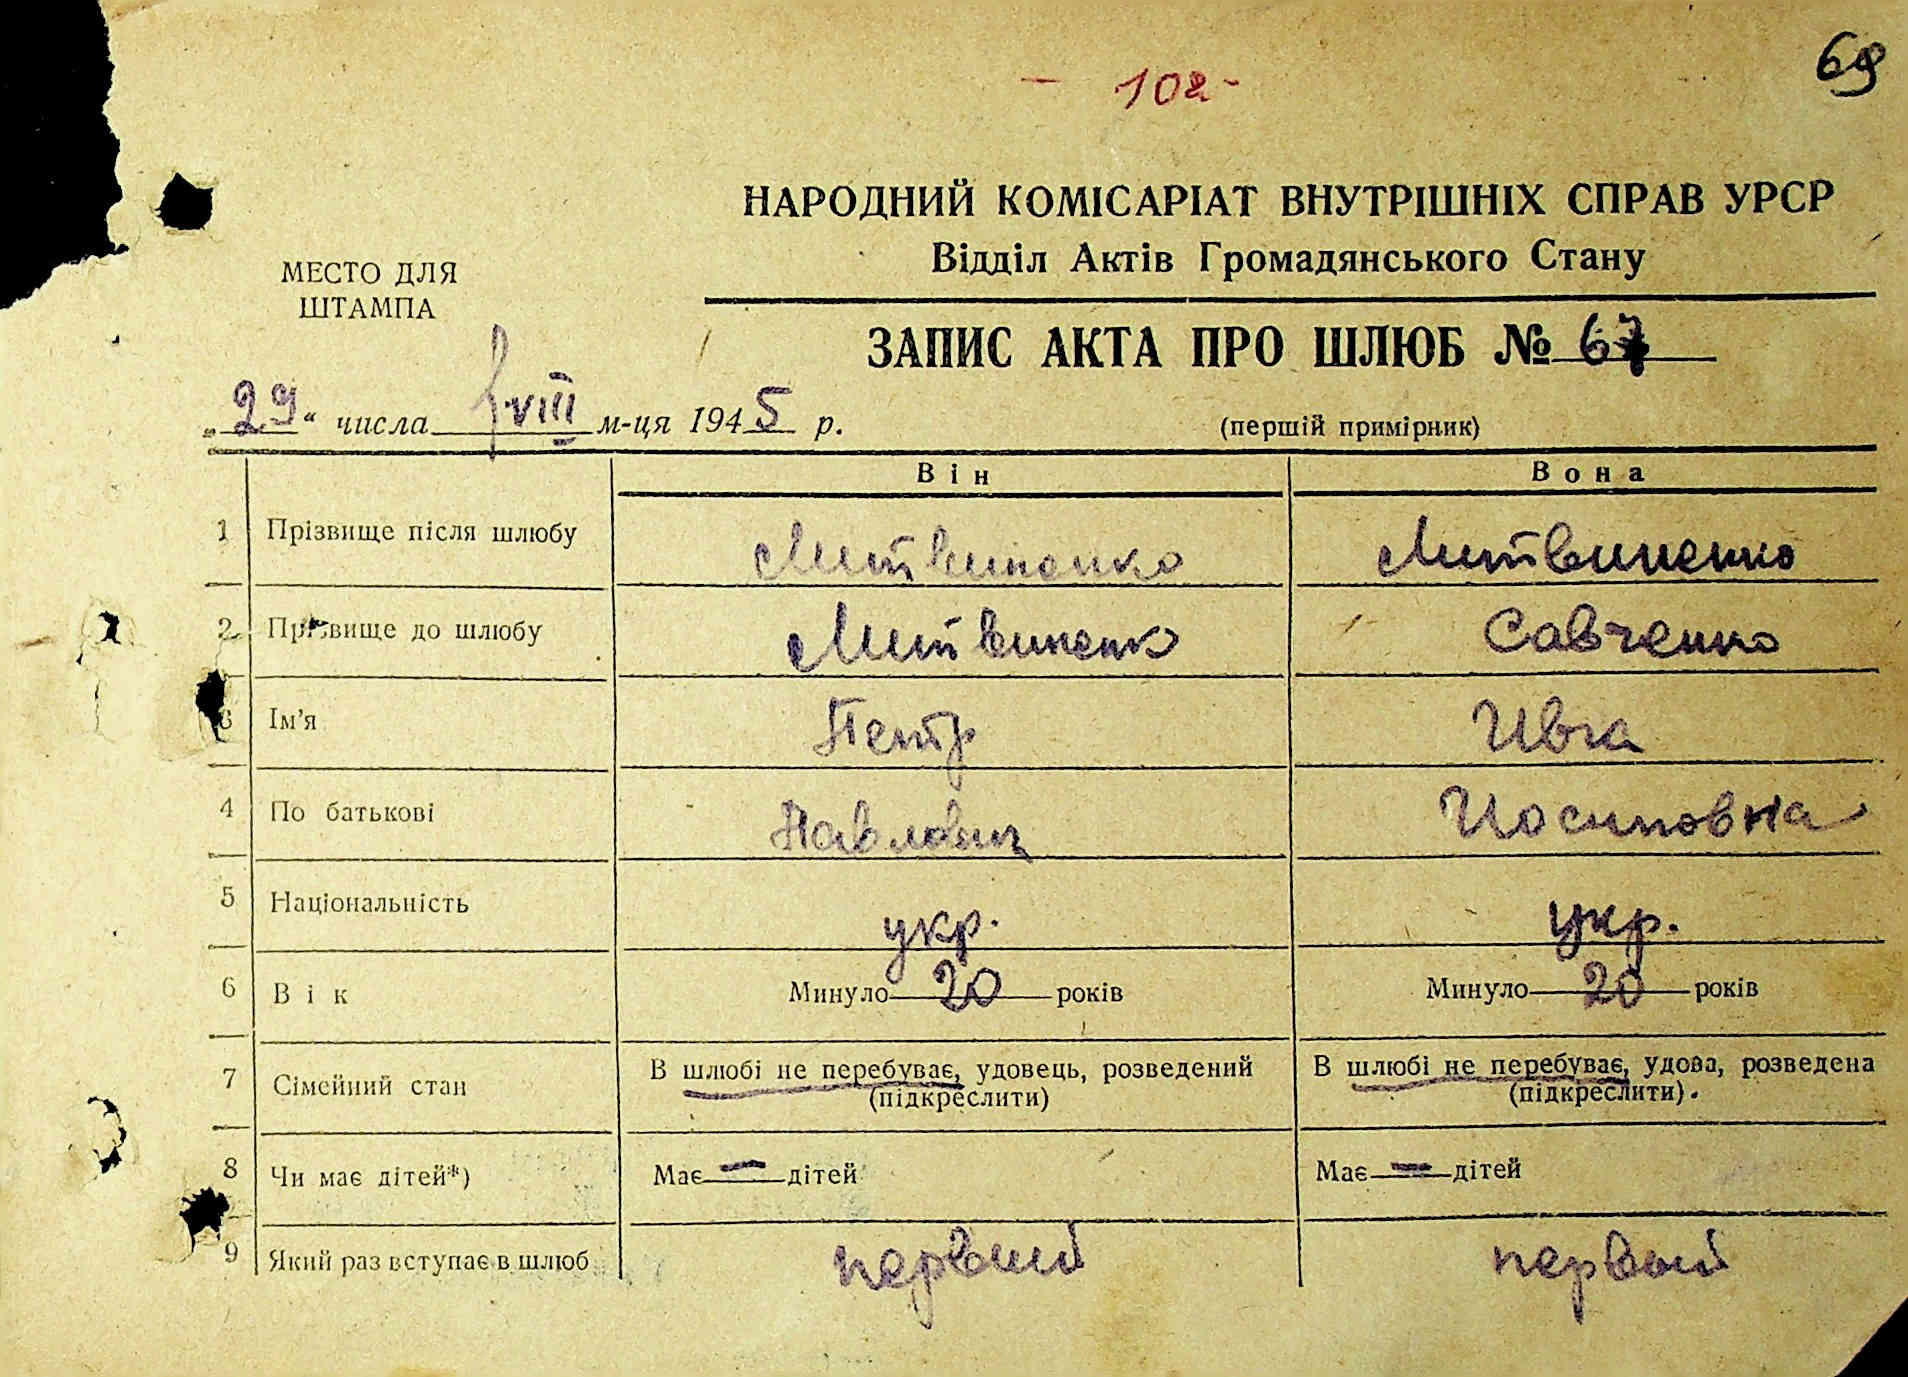 69
- 102 -
НАРОДНИЙ КОМІСАРІАТ ВНУТРІШНІХ СПРАВ УРСР
Відділ Актів Громадянського Стану
МЕСТО ДЛЯ
ШТАМПА
ЗАПИС АКТА ПРО ШЛЮБ № 67
„29“ числа VIII м-ця 1945 р.
(першій примірник)
Він Вона
1 Прізвище після шлюбу Литвиненко Литвиненко
2 Прізвище до шлюбу Литвиненко Савченко
3 Ім'я Петр Ивга
4 По батькові Павлович Иосиповна
5 Національність укр. укр.
6 Вік Минуло 20 років Минуло 20 років
7 Сімейний стан В шлюбі не перебуває, удовець, розведений В шлюбі не перебуває, удова, розведена
(підкреслити) (підкреслити).
8 Чи має дітей*) Має — дітей Має — дітей
9 Який раз вступає в шлюб первий первый